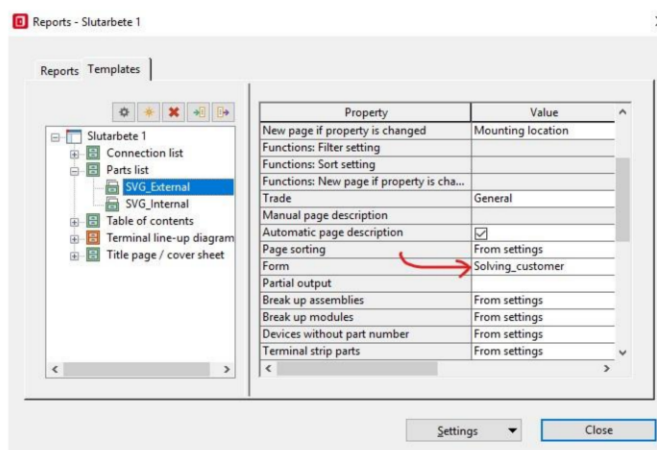 Reports - Slutarbete 1
Reports Templates
Slutarbete 1
Connection list
Parts list
SVG_External
SVG_Internal
Table of contents
Terminal line-up diagram
Title page / cover sheet
Property Value
New page if property is changed Mounting location
Functions: Filter setting
Functions: Sort setting
Functions: New page if property is cha...
Trade General
Manual page description
Automatic page description
Page sorting From settings
Form Solving_customer
Partial output
Break up assemblies From settings
Break up modules From settings
Devices without part number From settings
Terminal strip parts From settings
Settings Close